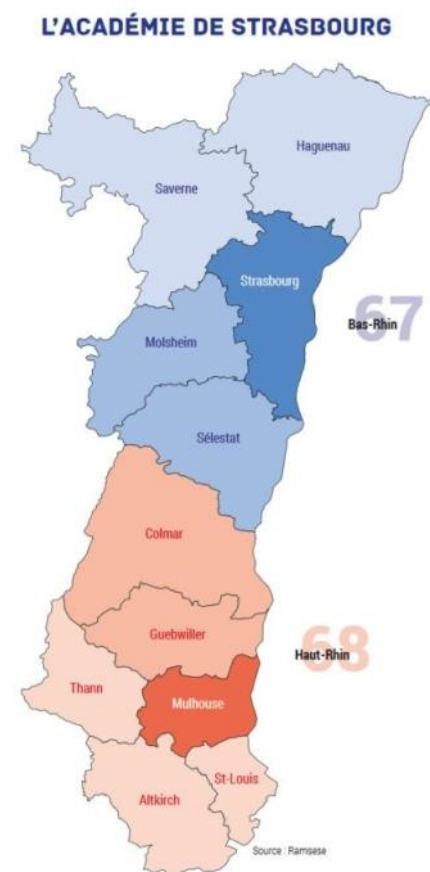 L'ACADÉMIE DE STRASBOURG
Haguenau
Saverne
Strasbourg
67
Bas-Rhin
Molsheim
Sélestat
Colmar
Guebwiller
68
Haut-Rhin
Thann
Mulhouse
St-Louis
Altkirch
Source : Ramsese